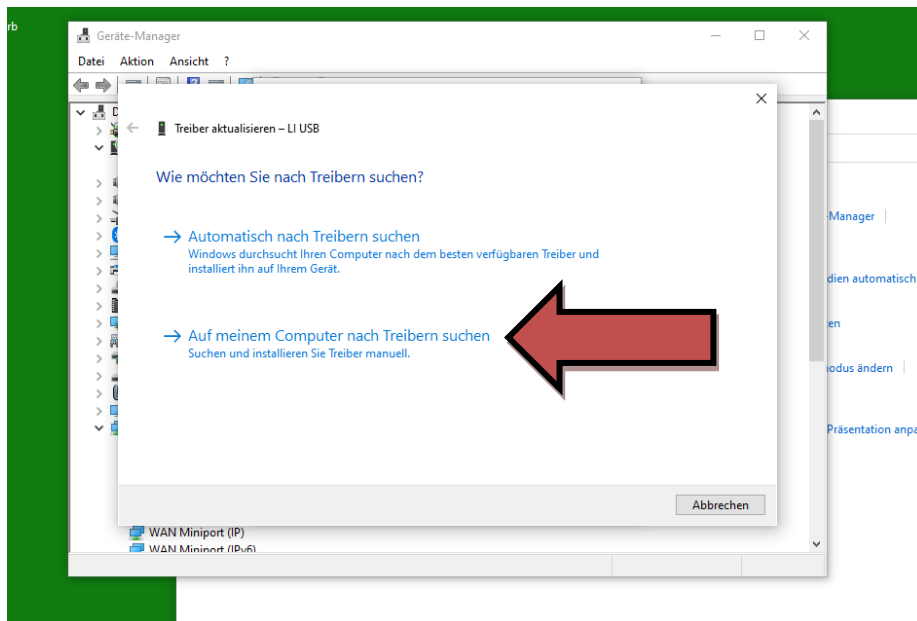 rb
Geräte-Manager
Datei Aktion Ansicht ?
Treiber aktualisieren – LI USB
Wie möchten Sie nach Treibern suchen?
Automatisch nach Treibern suchen
Windows durchsucht Ihren Computer nach dem besten verfügbaren Treiber und
installiert ihn auf Ihrem Gerät.
Auf meinem Computer nach Treibern suchen
Suchen und installieren Sie Treiber manuell.
Abbrechen
WAN Miniport (IP)
WAN Miniport (IPv6)
-Manager
dien automatisch
en
odus ändern
Präsentation anpa